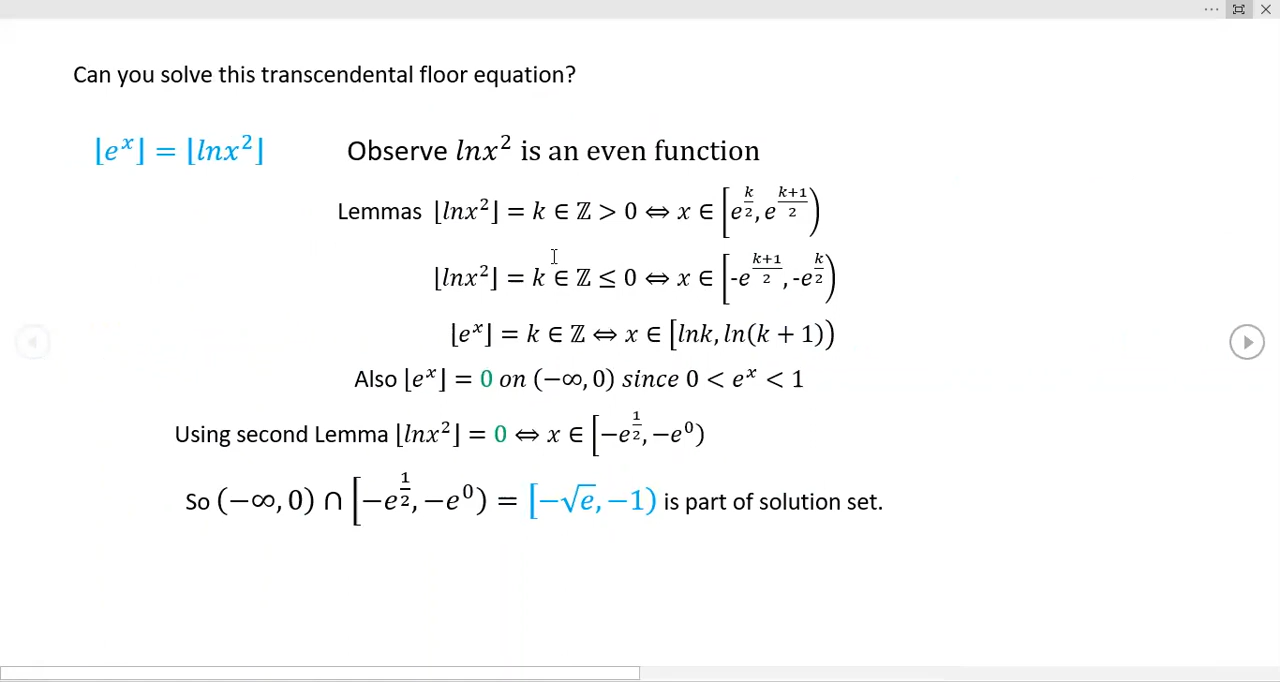 Can you solve this transcendental floor equation?
⌊eˣ⌋ = ⌊lnx²⌋ Observe lnx² is an even function
Lemmas ⌊lnx²⌋ = k ∈ ℤ > 0 ⇔ x ∈ [e^(k/2), e^((k+1)/2))
⌊lnx²⌋ = k ∈ ℤ ≤ 0 ⇔ x ∈ [-e^((k+1)/2), -e^(k/2))
⌊eˣ⌋ = k ∈ ℤ ⇔ x ∈ [lnk, ln(k + 1))
Also ⌊eˣ⌋ = 0 on (−∞, 0) since 0 < eˣ < 1
Using second Lemma ⌊lnx²⌋ = 0 ⇔ x ∈ [−e^(1/2), −e⁰)
So (−∞, 0) ∩ [−e^(1/2), −e⁰) = [−√e, −1) is part of solution set.